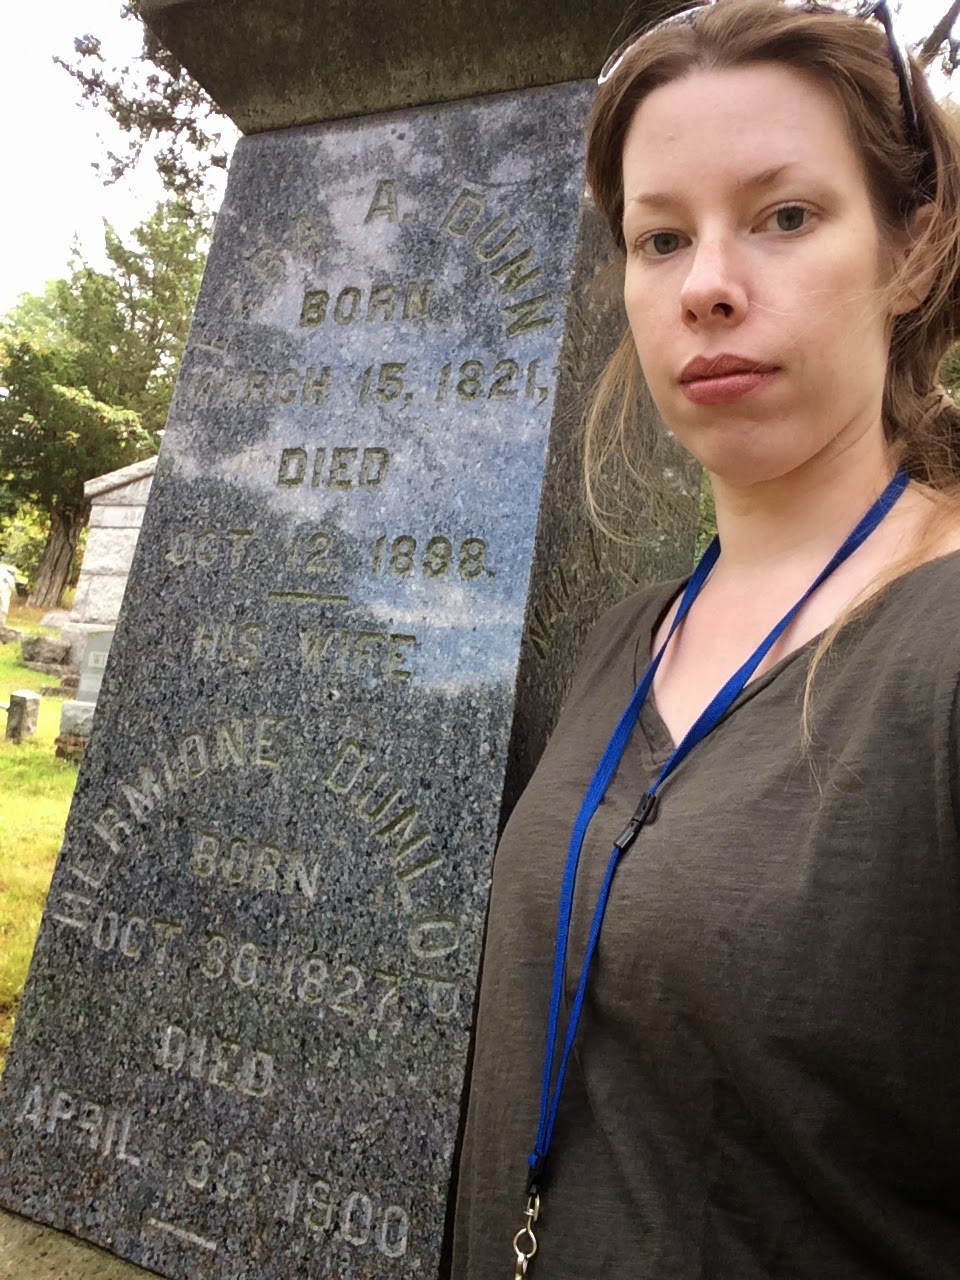 A. DUNN
BORN
MARCH 15, 1821,
DIED
OCT. 12, 1898.
HIS WIFE
HERMIONE DUNLOP
BORN
OCT 30 1827,
DIED
APRIL 30 1900